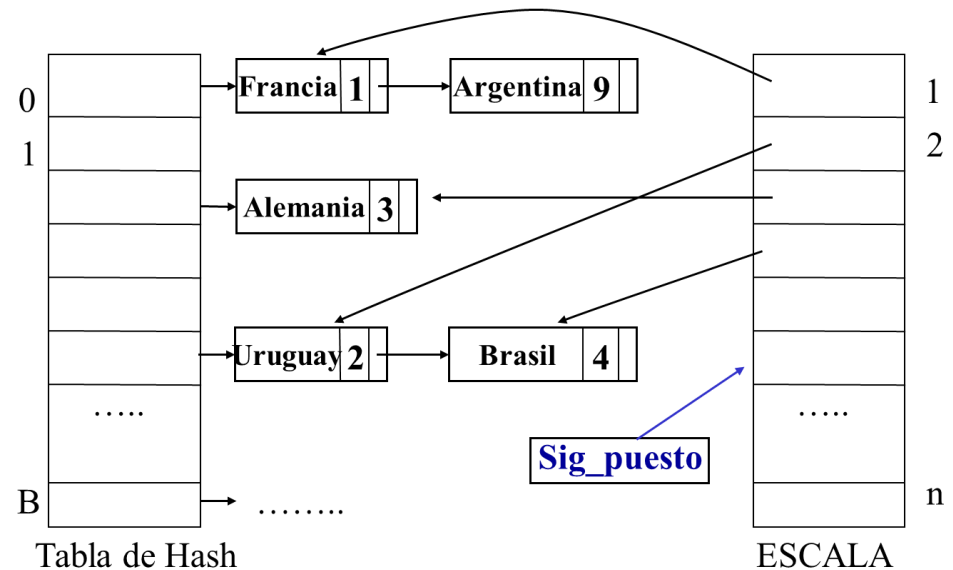 Francia 1 Argentina 9
0 1
1 2
Alemania 3
Uruguay 2 Brasil 4
….. …..
Sig_puesto
B …….. n
Tabla de Hash ESCALA